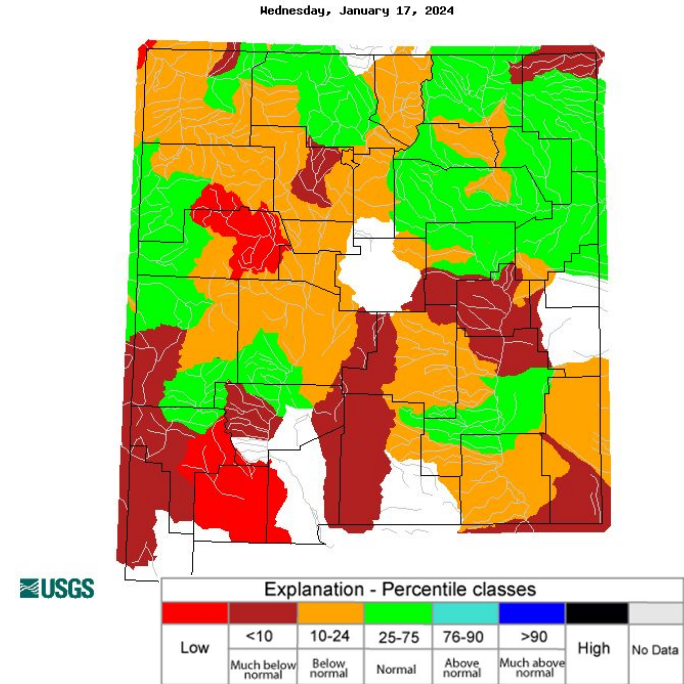 Wednesday, January 17, 2024
USGS
Explanation - Percentile classes
Low <10 10-24 25-75 76-90 >90 High No Data
Much below normal Below normal Normal Above normal Much above normal